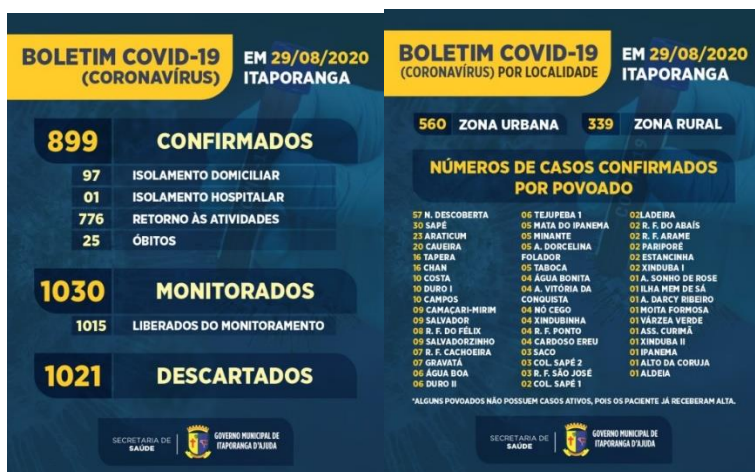 BOLETIM COVID-19
(CORONAVÍRUS)
EM 29/08/2020
ITAPORANGA
899 CONFIRMADOS
97 ISOLAMENTO DOMICILIAR
01 ISOLAMENTO HOSPITALAR
776 RETORNO ÀS ATIVIDADES
25 ÓBITOS
1030 MONITORADOS
1015 LIBERADOS DO MONITORAMENTO
1021 DESCARTADOS
SECRETARIA DE
SAÚDE
GOVERNO MUNICIPAL DE
ITAPORANGA D'AJUDA
BOLETIM COVID-19
(CORONAVÍRUS) POR LOCALIDADE
EM 29/08/2020
ITAPORANGA
560 ZONA URBANA
339 ZONA RURAL
NÚMEROS DE CASOS CONFIRMADOS
POR POVOADO
57 N. DESCOBERTA
30 SAPÉ
23 ARATICUM
20 CAUEIRA
16 TAPERA
16 CHAN
10 COSTA
10 DURO I
10 CAMPOS
09 CAMAÇARI-MIRIM
09 SALVADOR
08 R. F. DO FÉLIX
09 SALVADORZINHO
07 R. F. CACHOEIRA
07 GRAVATÁ
06 ÁGUA BOA
06 DURO II
06 TEJUPEBA 1
05 MATA DO IPANEMA
05 MINANTE
05 A. DORCELINA
FOLADOR
05 TABOCA
04 ÁGUA BONITA
04 A. VITÓRIA DA
CONQUISTA
04 NÓ CEGO
04 XINDUBINHA
04 R. F. PONTO
04 CARDOSO EREU
03 SACO
03 COL. SAPÉ 2
03 R. F. SÃO JOSÉ
02 COL. SAPÉ 1
02LADEIRA
02 R. F. DO ABAÍS
02 R. F. ARAME
02 PARIPORÉ
02 ESTANCINHA
02 XINDUBA I
01 A. SONHO DE ROSE
01 ILHA MEM DE SÁ
01 A. DARCY RIBEIRO
01 MOITA FORMOSA
01 VÁRZEA VERDE
01 ASS. CURIMÃ
01 XINDUBA II
01 IPANEMA
01 ALTO DA CORUJA
01 ALDEIA
*ALGUNS POVOADOS NÃO POSSUEM CASOS ATIVOS, POIS OS PACIENTE JÁ RECEBERAM ALTA.
SECRETARIA DE
SAÚDE
GOVERNO MUNICIPAL DE
ITAPORANGA D'AJUDA